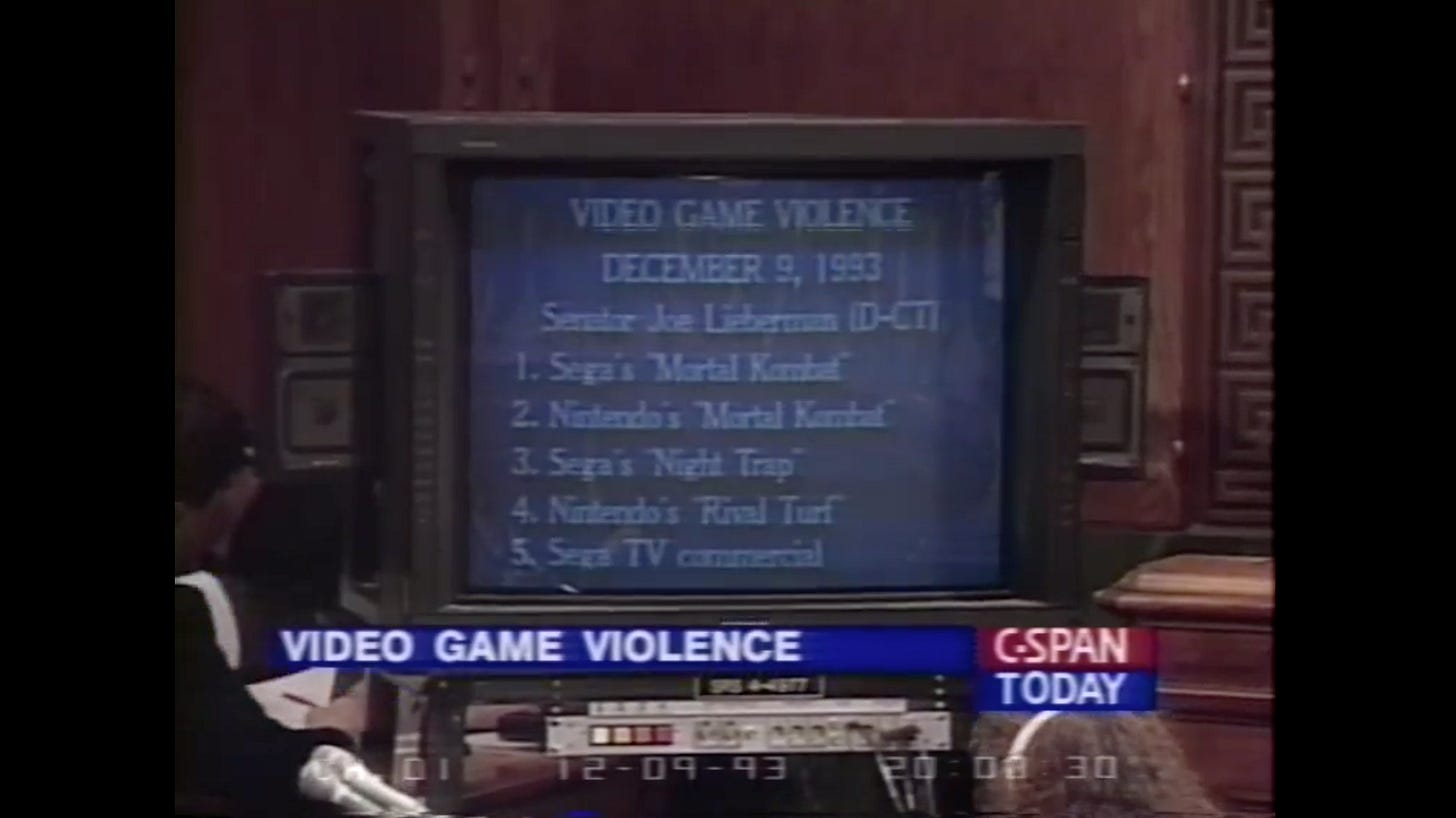 VIDEO GAME VIOLENCE
DECEMBER 9, 1993
Senator Joe Lieberman (D-CT)
1. Sega's "Mortal Kombat"
2. Nintendo's "Mortal Kombat"
3. Sega's "Night Trap"
4. Nintendo's "Rival Turf"
5. Sega TV commercial
VIDEO GAME VIOLENCE
C-SPAN
TODAY
01 12-09-93